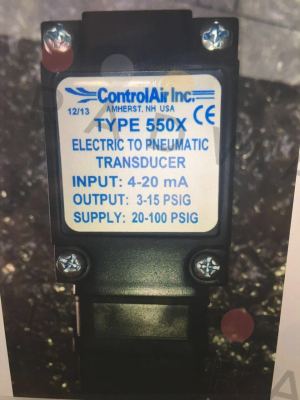 ControlAir Inc.
12/13 AMHERST, NH USA CE
TYPE 550X
ELECTRIC TO PNEUMATIC
TRANSDUCER
INPUT: 4-20 mA
OUTPUT: 3-15 PSIG
SUPPLY: 20-100 PSIG